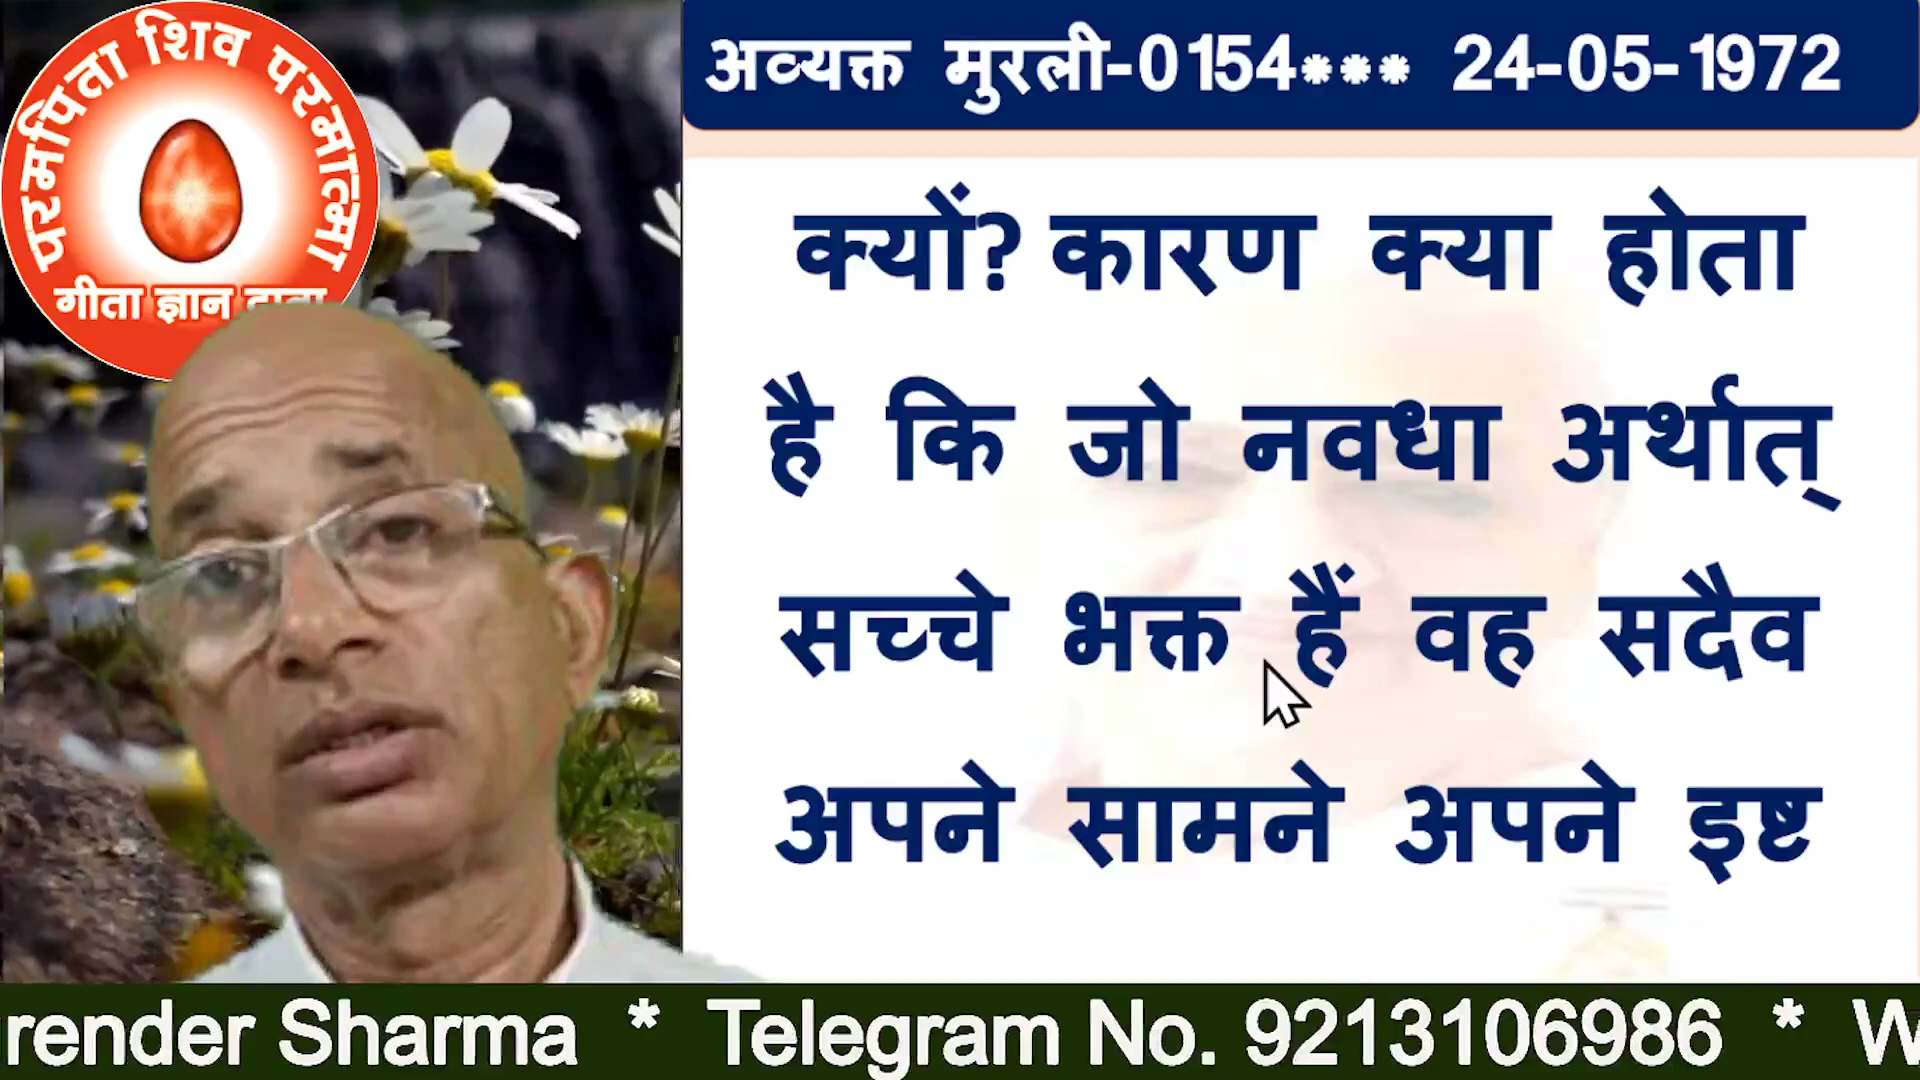 परमपिता शिव परमात्मा
गीता ज्ञान दाता
अव्यक्त मुरली-0154*** 24-05-1972
क्यों? कारण क्या होता
है कि जो नवधा अर्थात्
सच्चे भक्त हैं वह सदैव
अपने सामने अपने इष्ट
render Sharma * Telegram No. 9213106986 * W